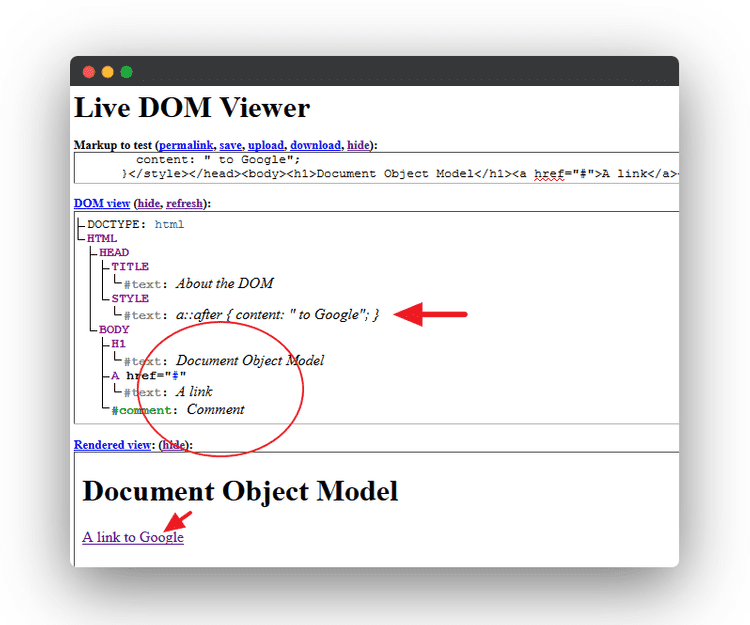 Live DOM Viewer
Markup to test (permalink, save, upload, download, hide):
content: " to Google";
}</style></head><body><h1>Document Object Model</h1><a href="#">A link</a><
DOM view (hide, refresh):
DOCTYPE: html
HTML
HEAD
TITLE
#text: About the DOM
STYLE
#text: a::after { content: " to Google"; }
BODY
H1
#text: Document Object Model
A href="#"
#text: A link
#comment: Comment
Rendered view: (hide):
Document Object Model
A link to Google